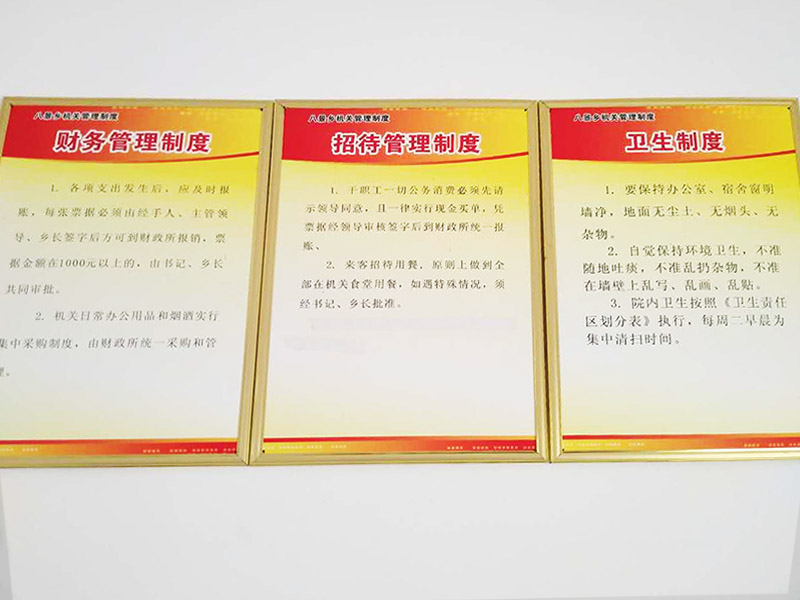 八景乡机关管理制度
财务管理制度
1. 各项支出发生后，应及时报
账，每张票据必须由经手人、主管领
导、乡长签字后方可到财政所报销，票
据金额在1000元以上的，由书记、乡长
共同审批。
2. 机关日常办公用品和烟酒实行
集中采购制度，由财政所统一采购和管
理。
八景乡机关管理制度
招待管理制度
1. 干职工一切公务消费必须先请
示领导同意，且一律实行现金买单，凭
票据经领导审核签字后到财政所统一报
账、
2. 来客招待用餐，原则上做到全
部在机关食堂用餐，如遇特殊情况，须
经书记、乡长批准。
八景乡机关管理制度
卫生制度
1. 要保持办公室、宿舍窗明
墙净，地面无尘土、无烟头、无
杂物。
2. 自觉保持环境卫生，不准
随地吐痰，不准乱扔杂物，不准
在墙壁上乱写、乱画、乱贴。
3. 院内卫生按照《卫生责任
区划分表》执行，每周二早晨为
集中清扫时间。